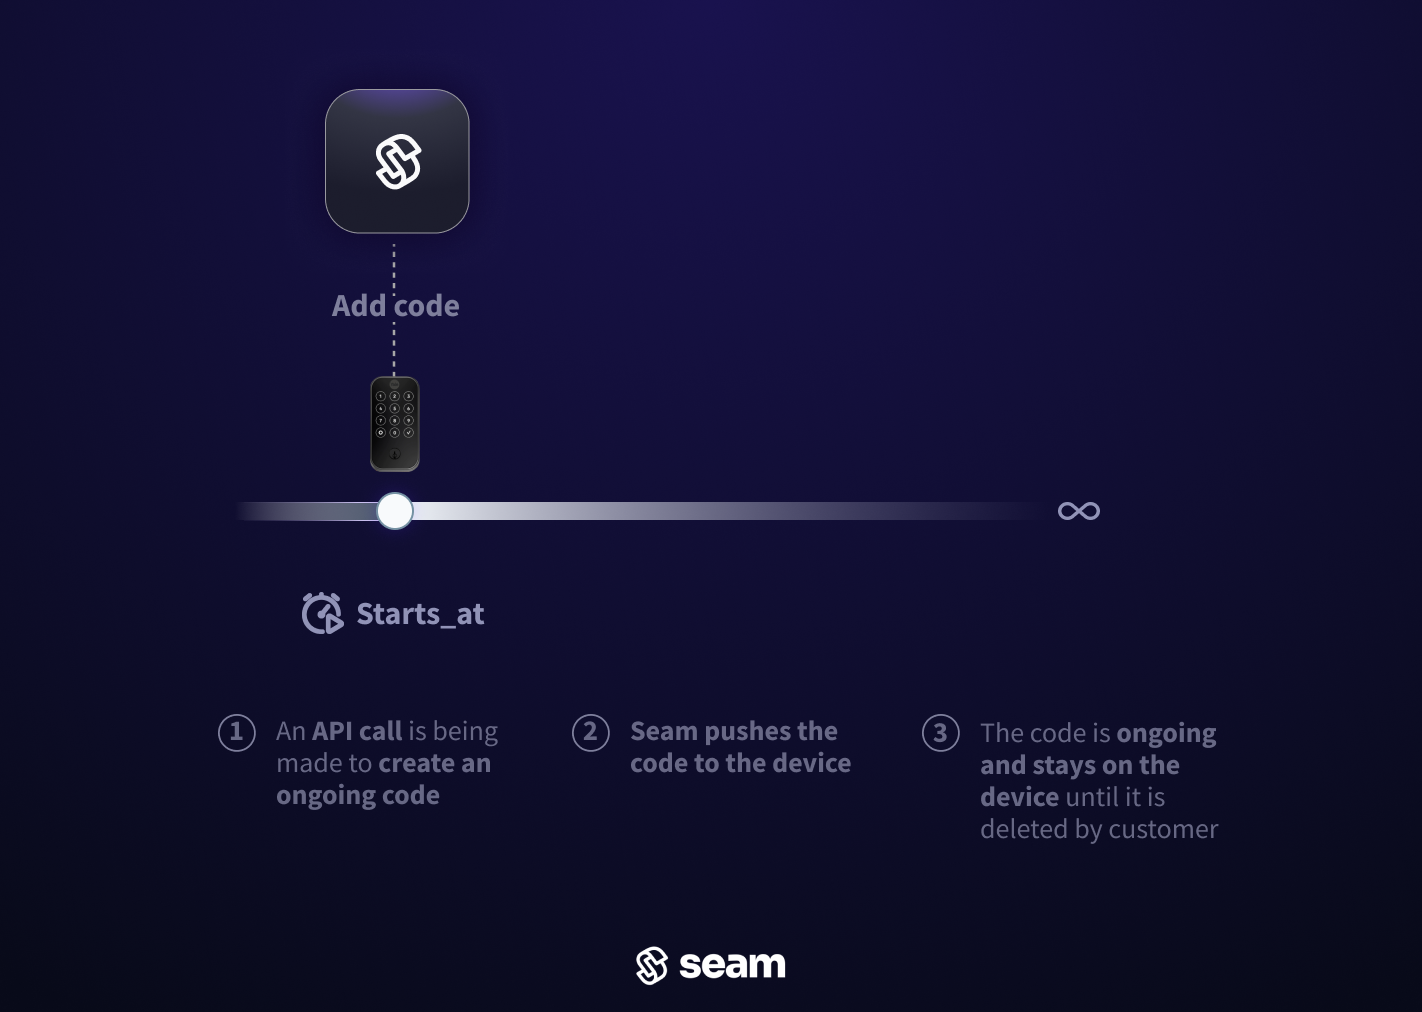 Add code
∞
Starts_at
1
An API call is being
made to create an
ongoing code
2
Seam pushes the
code to the device
3
The code is ongoing
and stays on the
device until it is
deleted by customer
seam